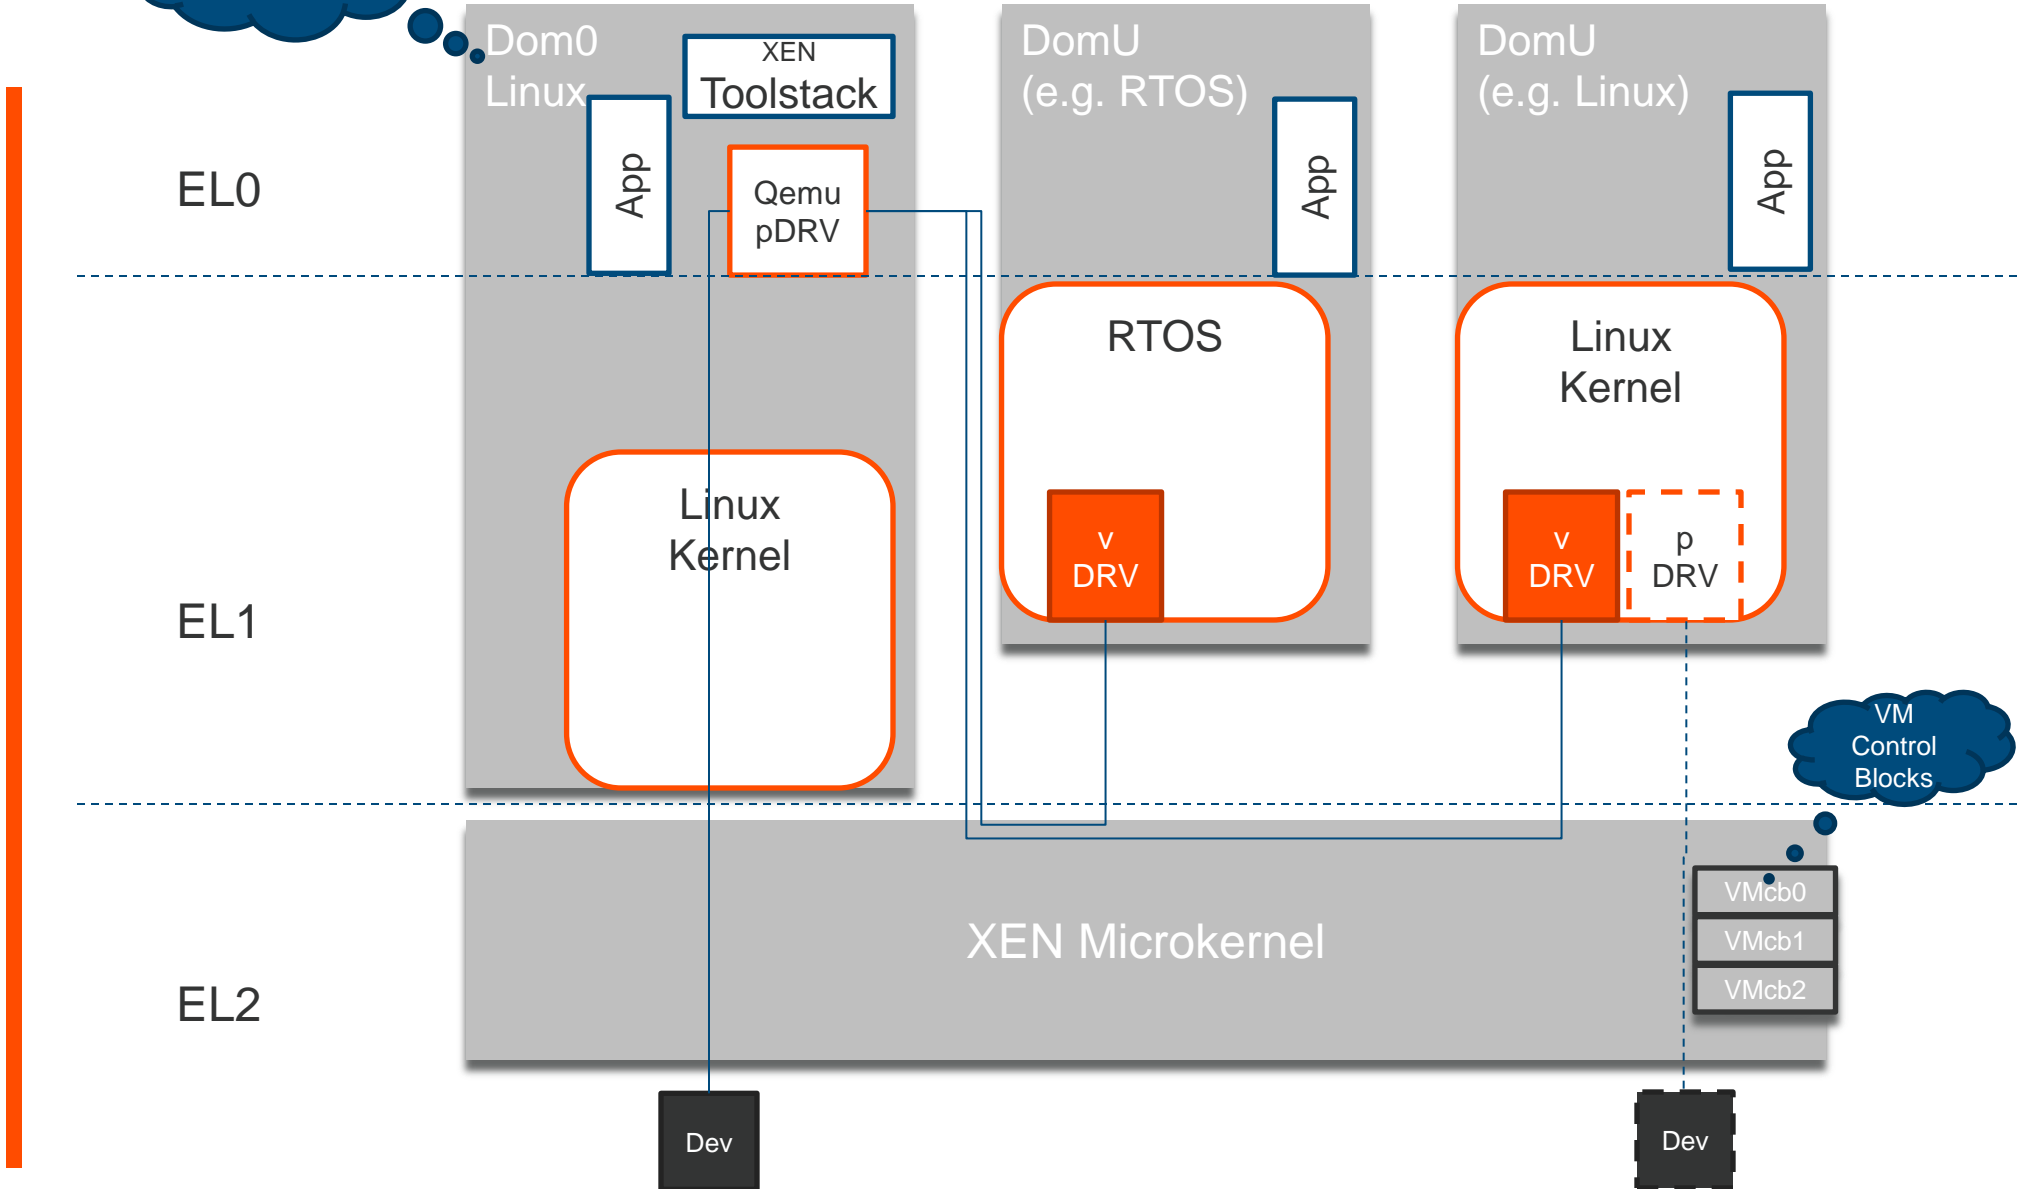 Dom0
Linux
XEN
Toolstack
App
Qemu
pDRV
DomU
(e.g. RTOS)
App
DomU
(e.g. Linux)
App
EL0
Linux
Kernel
RTOS
v
DRV
Linux
Kernel
v
DRV
p
DRV
EL1
VM
Control
Blocks
XEN Microkernel
VMcb0
VMcb1
VMcb2
EL2
Dev
Dev